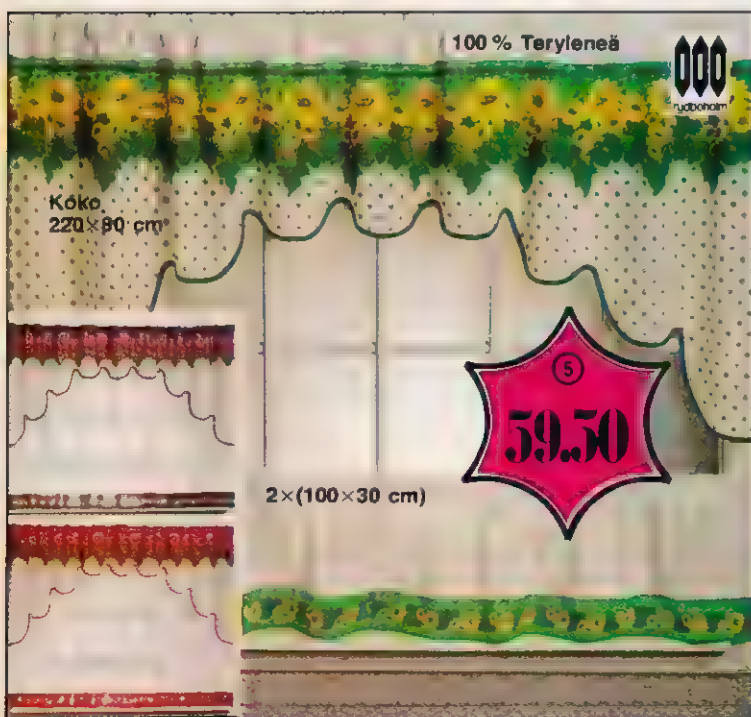 100 % Teryleneä
rydboholm
Koko
220×90 cm
5
59.50
2×(100×30 cm)